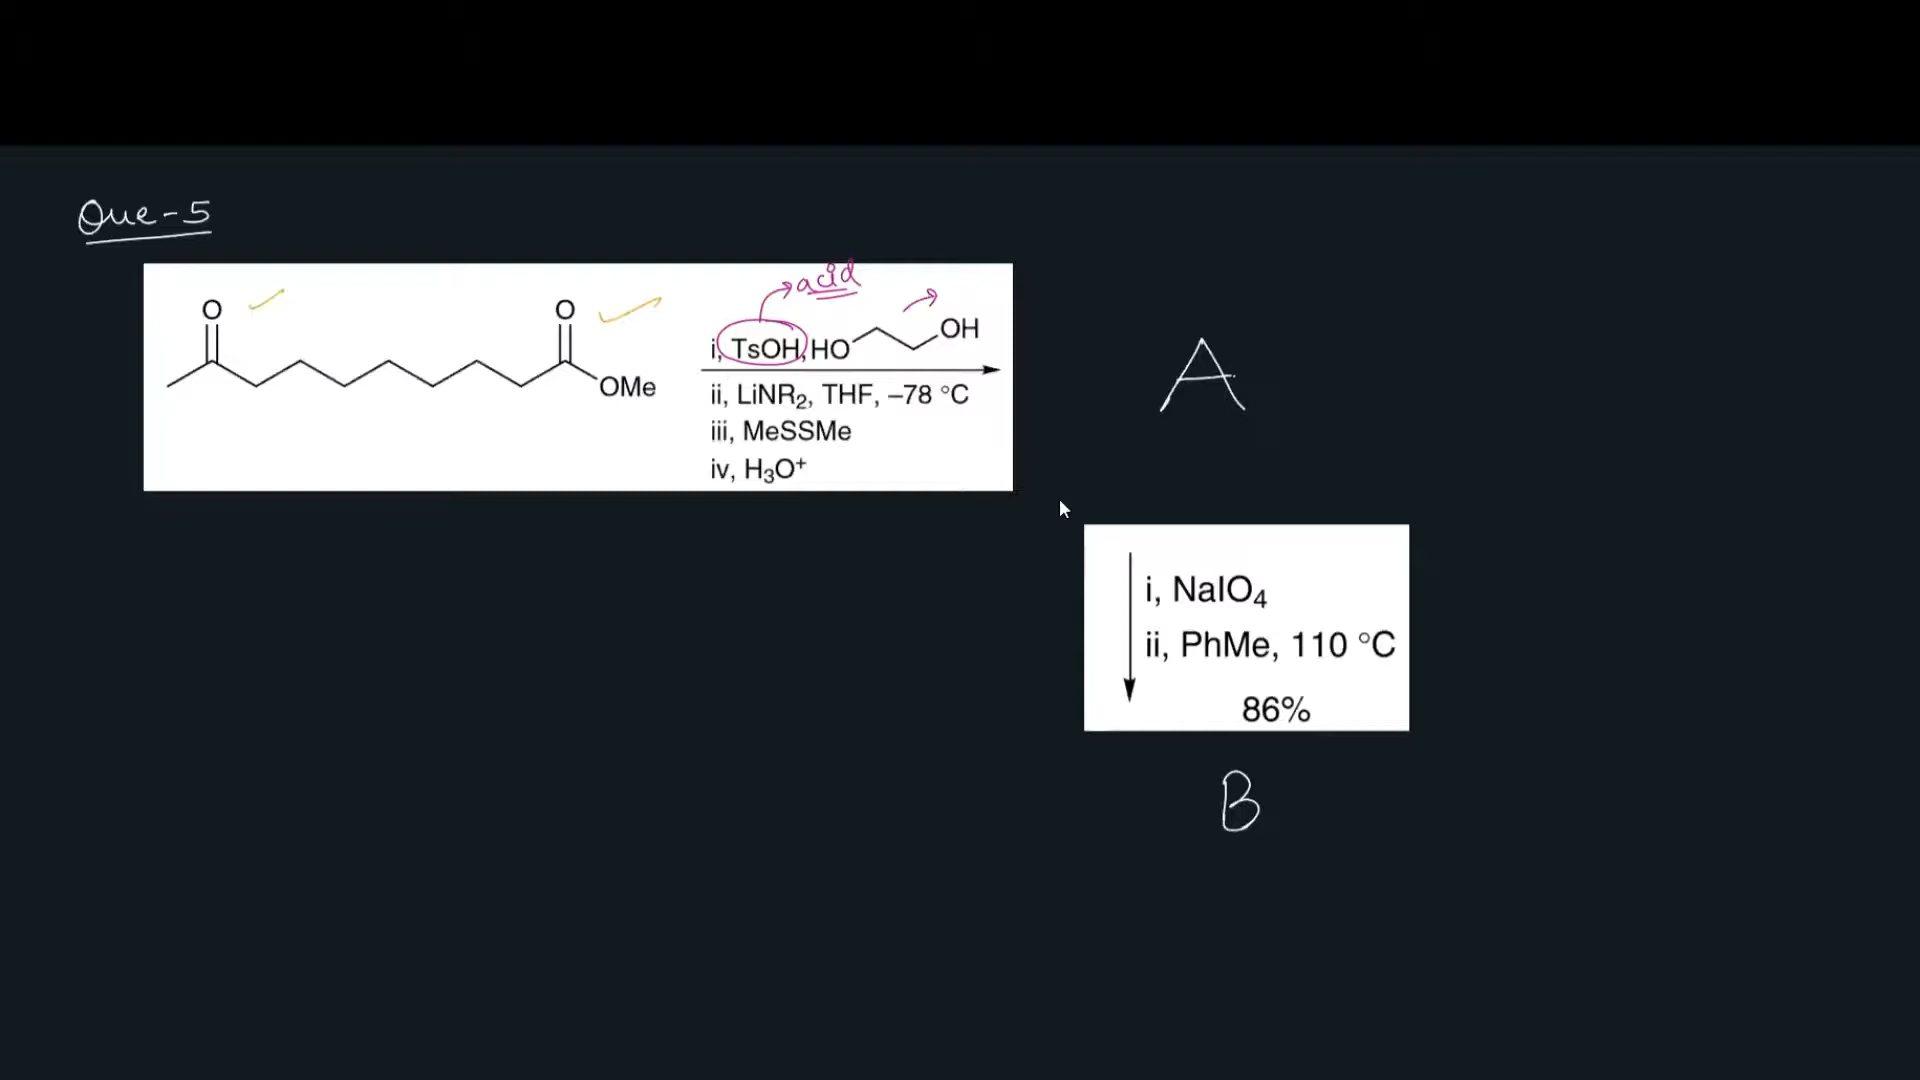 Que-5
O
O
OMe
acid
i, TsOH, HO
OH
ii, LiNR₂, THF, –78 °C
iii, MeSSMe
iv, H₃O⁺
A
i, NaIO₄
ii, PhMe, 110 °C
86%
B